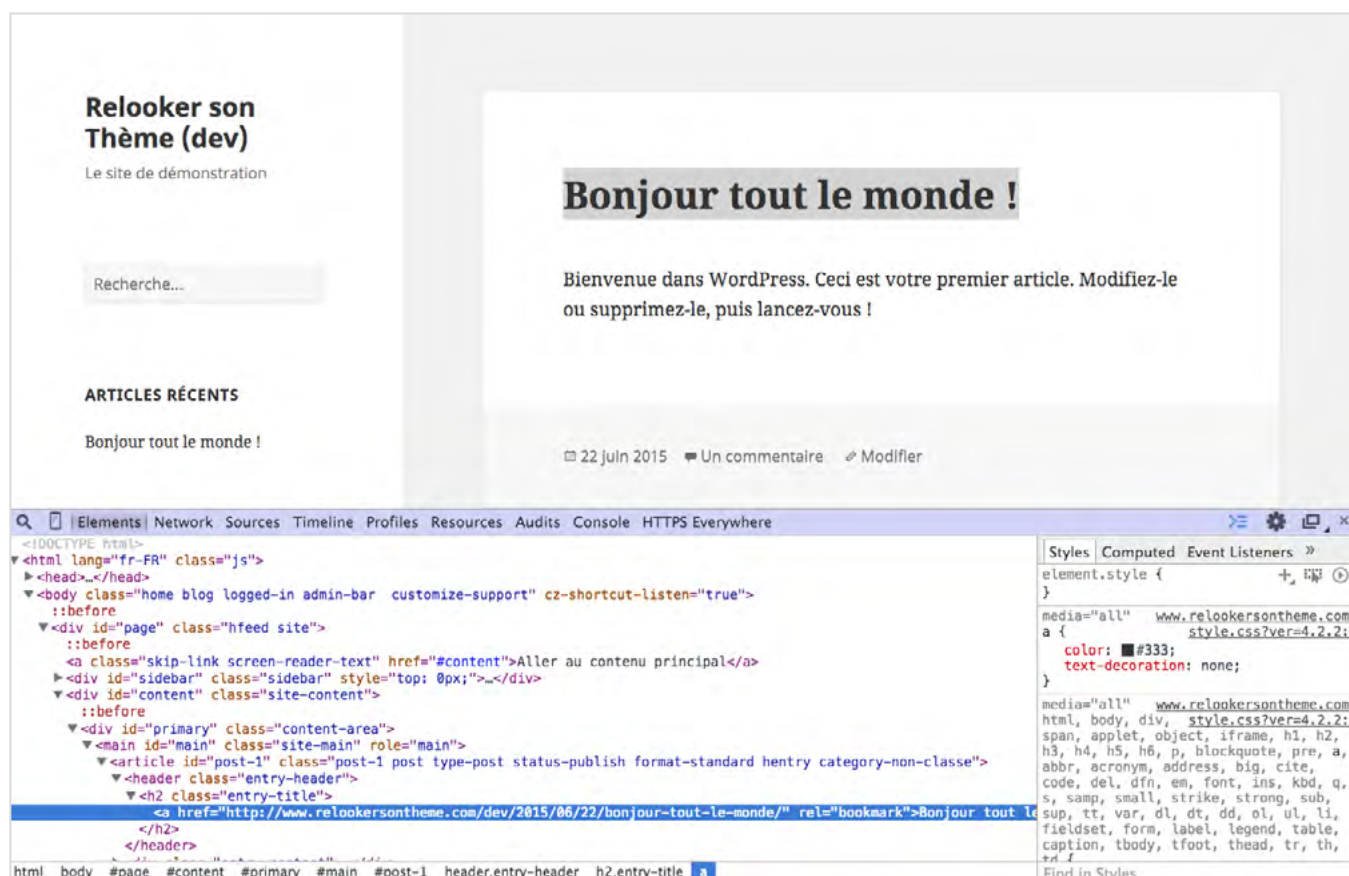 Relooker son
Thème (dev)
Le site de démonstration
Recherche...
ARTICLES RÉCENTS
Bonjour tout le monde !
Bonjour tout le monde !
Bienvenue dans WordPress. Ceci est votre premier article. Modifiez-le
ou supprimez-le, puis lancez-vous !
22 juin 2015 Un commentaire Modifier
Elements Network Sources Timeline Profiles Resources Audits Console HTTPS Everywhere
<!DOCTYPE html>
<html lang="fr-FR" class="js">
<head>…</head>
<body class="home blog logged-in admin-bar customize-support" cz-shortcut-listen="true">
::before
<div id="page" class="hfeed site">
::before
<a class="skip-link screen-reader-text" href="#content">Aller au contenu principal</a>
<div id="sidebar" class="sidebar" style="top: 0px;">…</div>
<div id="content" class="site-content">
::before
<div id="primary" class="content-area">
<main id="main" class="site-main" role="main">
<article id="post-1" class="post-1 post type-post status-publish format-standard hentry category-non-classe">
<header class="entry-header">
<h2 class="entry-title">
<a href="http://www.relookersontheme.com/dev/2015/06/22/bonjour-tout-le-monde/" rel="bookmark">Bonjour tout le
</h2>
</header>
html body #page #content #primary #main #post-1 header.entry-header h2.entry-title a
Styles Computed Event Listeners »
element.style {
}
media="all" www.relookersontheme.com
a { style.css?ver=4.2.2:
color: #333;
text-decoration: none;
}
media="all" www.relookersontheme.com
html, body, div, style.css?ver=4.2.2:
span, applet, object, iframe, h1, h2,
h3, h4, h5, h6, p, blockquote, pre, a,
abbr, acronym, address, big, cite,
code, del, dfn, em, font, ins, kbd, q,
s, samp, small, strike, strong, sub,
sup, tt, var, dl, dt, dd, ol, ul, li,
fieldset, form, label, legend, table,
caption, tbody, tfoot, thead, tr, th,
td {
Find in Styles